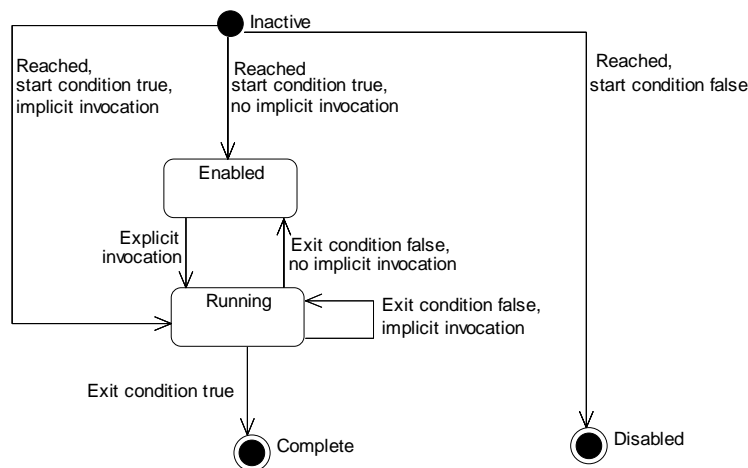 Inactive
Reached,
start condition true,
implicit invocation
Reached
start condition true,
no implicit invocation
Reached,
start condition false
Enabled
Explicit
invocation
Exit condition false,
no implicit invocation
Running
Exit condition false,
implicit invocation
Exit condition true
Complete
Disabled